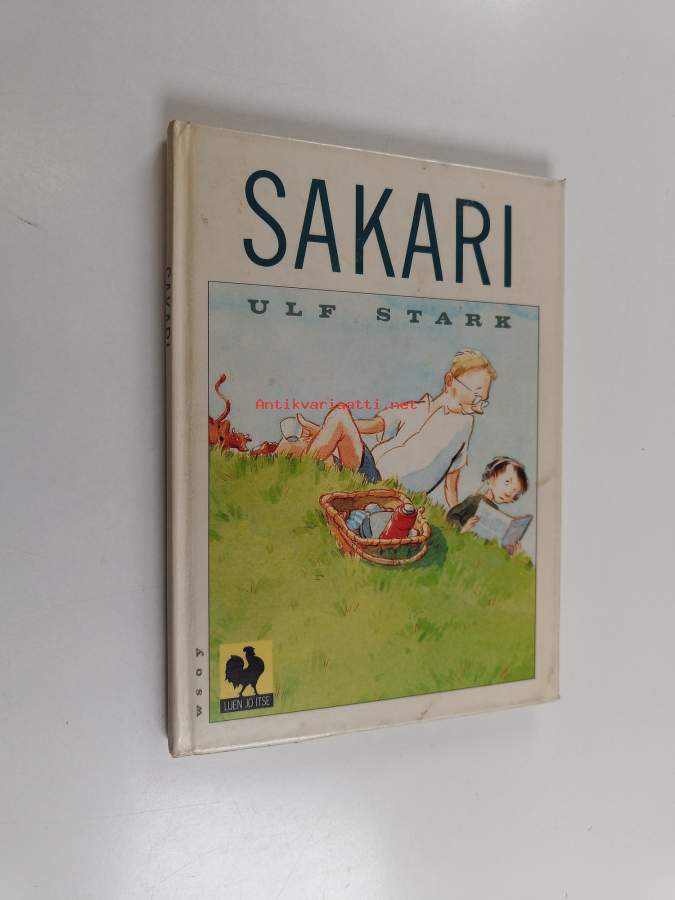 SAKARI
ULF STARK
Antikvariaatti.net
SAKARI
wsoy
LUEN JO ITSE